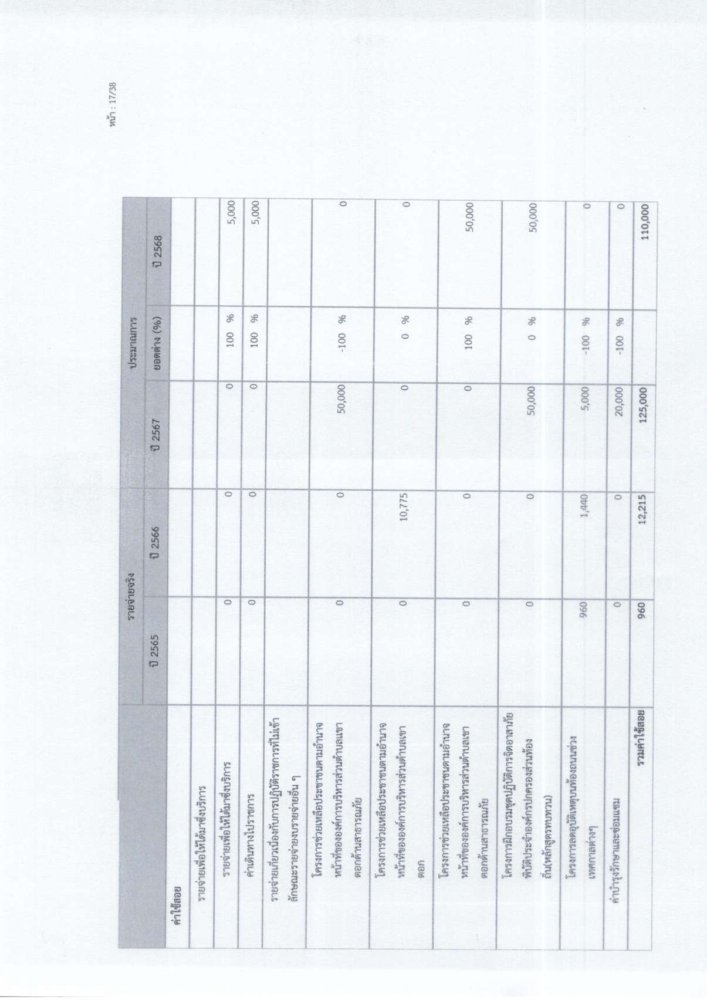 หน้า : 17/38
รายจ่ายจริง ประมาณการ
ปี 2565 ปี 2566 ปี 2567 ยอดต่าง (%) ปี 2568
ค่าใช้สอย
รายจ่ายเพื่อให้ได้มาซึ่งบริการ
รายจ่ายเพื่อให้ได้มาซึ่งบริการ 0 0 0 100 % 5,000
ค่าเดินทางไปราชการ 0 0 0 100 % 5,000
รายจ่ายเกี่ยวเนื่องกับการปฏิบัติราชการที่ไม่เข้า
ลักษณะรายจ่ายงบรายจ่ายอื่น ๆ
โครงการช่วยเหลือประชาชนตามอำนาจ 0 0 50,000 -100 % 0
หน้าที่ขององค์การบริหารส่วนตำบลแขา
ตอกด้านสาธารณภัย
โครงการช่วยเหลือประชาชนตามอำนาจ 0 10,775 0 0 % 0
หน้าที่ขององค์การบริหารส่วนตำบลเขา
ตอก
โครงการช่วยเหลือประชาชนตามอำนาจ 0 0 0 100 % 50,000
หน้าที่ขององค์การบริหารส่วนตำบลเขา
ตอกด้านสาธารณภัย
โครงการฝึกอบรมชุดปฏิบัติการจิตอาสาภัย 0 0 50,000 0 % 50,000
พิบัติประจำองค์กรปกครองส่วนท้อง
ถิ่น(หลักสูตรทบทวน)
โครงการลดอุบัติเหตุบนท้องถนนช่วง 960 1,440 5,000 -100 % 0
เทศกาลต่างๆ
ค่าบำรุงรักษาและซ่อมแซม 0 0 20,000 -100 % 0
รวมค่าใช้สอย 960 12,215 125,000 110,000